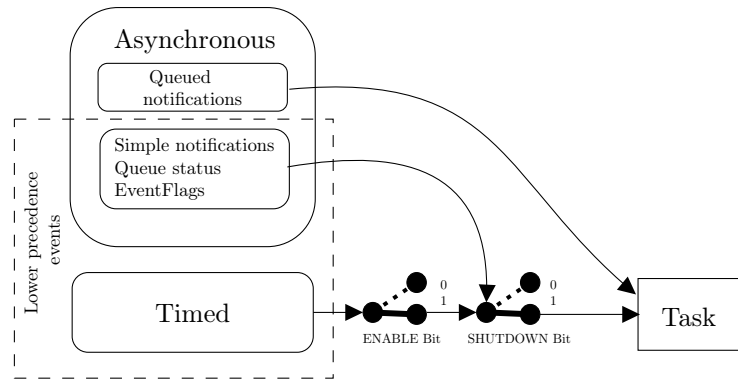 Asynchronous
Queued
notifications
Simple notifications
Queue status
EventFlags
Lower precedence
events
Timed
0
1
ENABLE Bit
0
1
SHUTDOWN Bit
Task